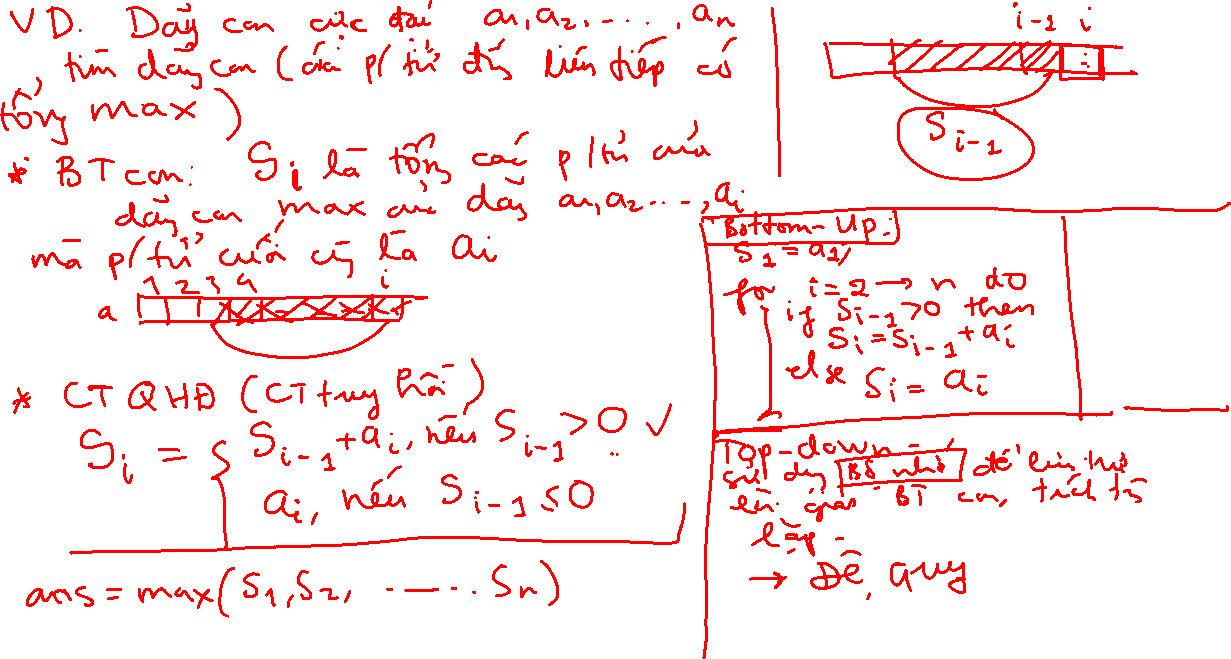 VD. Dãy con cực đại a1, a2, ..., an
, tìm dãy con (các p/tử đứng liên tiếp có
tổng max)
* BT con: Si là tổng các p/tử của
dãy con max của dãy a1, a2 ..., ai
mà p/tử cuối cùng là ai
1 2 3 4 i
a
* CT QHĐ (CT truy hồi)
Si = { Si-1 + ai, nếu Si-1 > 0 ✓
ai, nếu Si-1 ≤ 0
ans = max(S1, S2, ..... Sn)
i-1 i
Si-1
Bottom-Up:
S1 = a1,
for i = 2 → n do
if Si-1 > 0 then
Si = Si-1 + ai
else Si = ai
Top-down
sử dụng Bộ nhớ để lưu trữ
BT con, tránh
lặp
→ Đệ quy